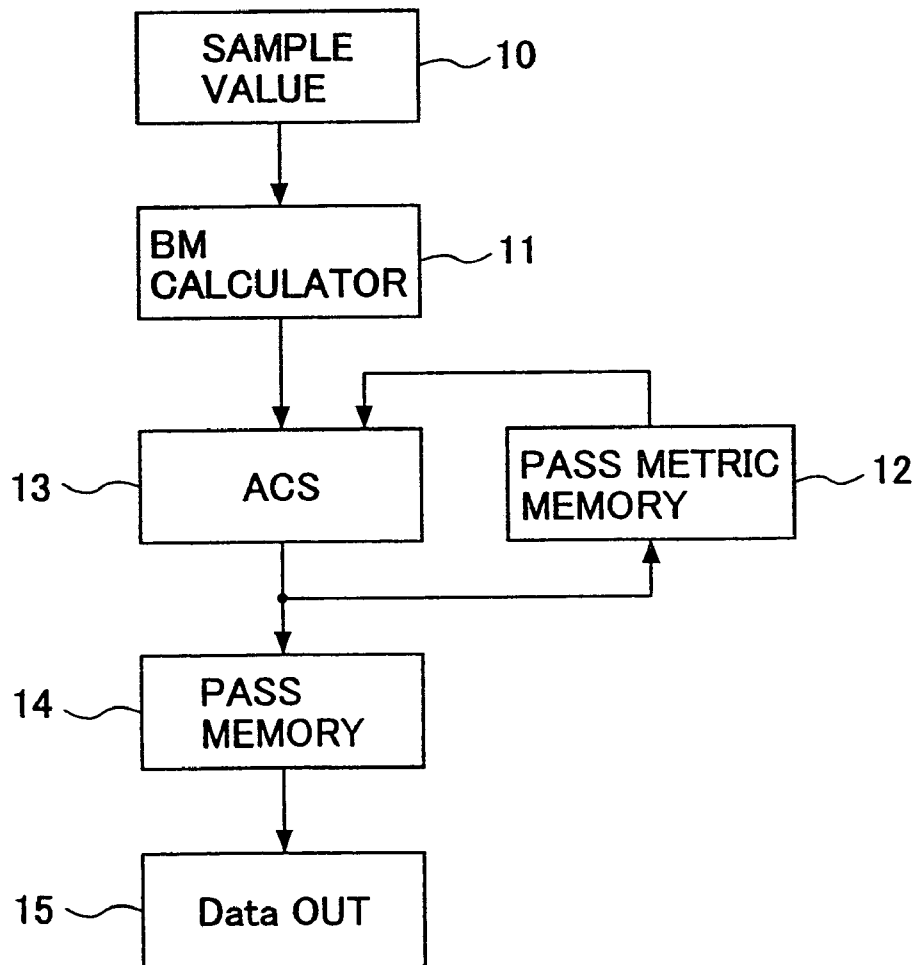 SAMPLE
VALUE
10
BM
CALCULATOR
11
13
ACS
PASS METRIC
MEMORY
12
14
PASS
MEMORY
15
Data OUT